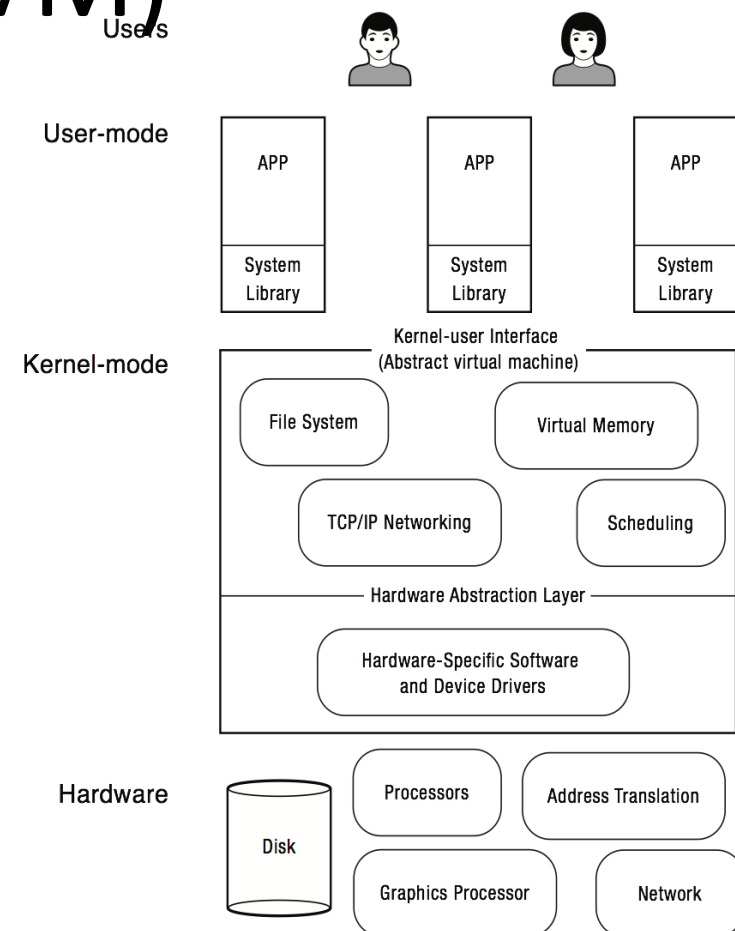 VM)
Users
User-mode
APP
APP
APP
System
Library
System
Library
System
Library
Kernel-user Interface
(Abstract virtual machine)
Kernel-mode
File System
Virtual Memory
TCP/IP Networking
Scheduling
Hardware Abstraction Layer
Hardware-Specific Software
and Device Drivers
Hardware
Processors
Address Translation
Disk
Graphics Processor
Network